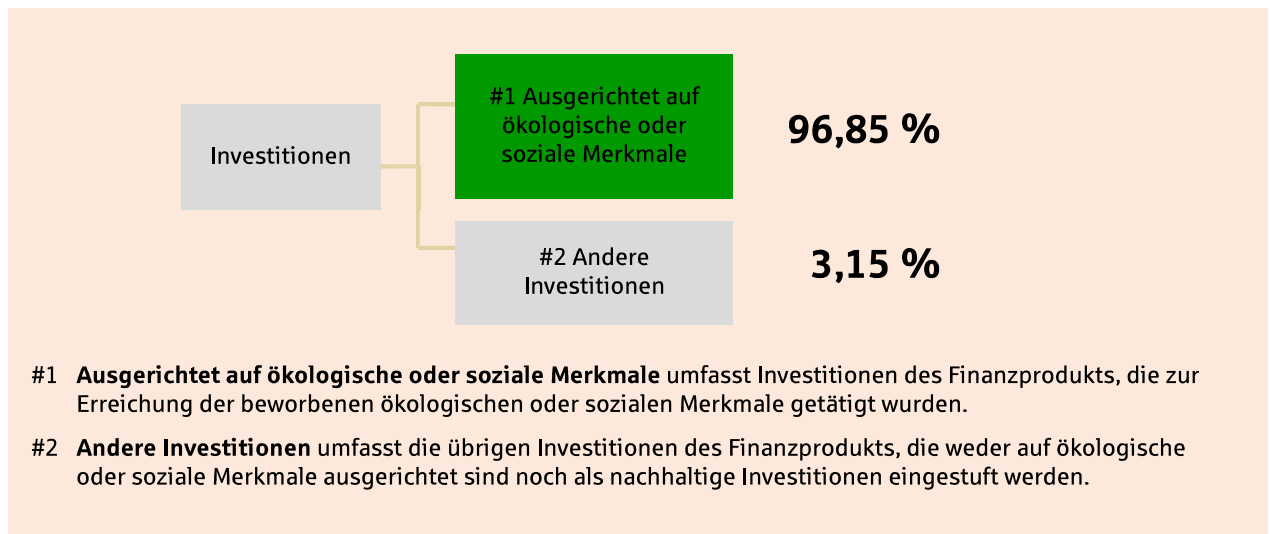 #1 Ausgerichtet auf
ökologische oder
soziale Merkmale
96,85 %
Investitionen
#2 Andere
Investitionen
3,15 %
#1 Ausgerichtet auf ökologische oder soziale Merkmale umfasst Investitionen des Finanzprodukts, die zur
Erreichung der beworbenen ökologischen oder sozialen Merkmale getätigt wurden.
#2 Andere Investitionen umfasst die übrigen Investitionen des Finanzprodukts, die weder auf ökologische
oder soziale Merkmale ausgerichtet sind noch als nachhaltige Investitionen eingestuft werden.